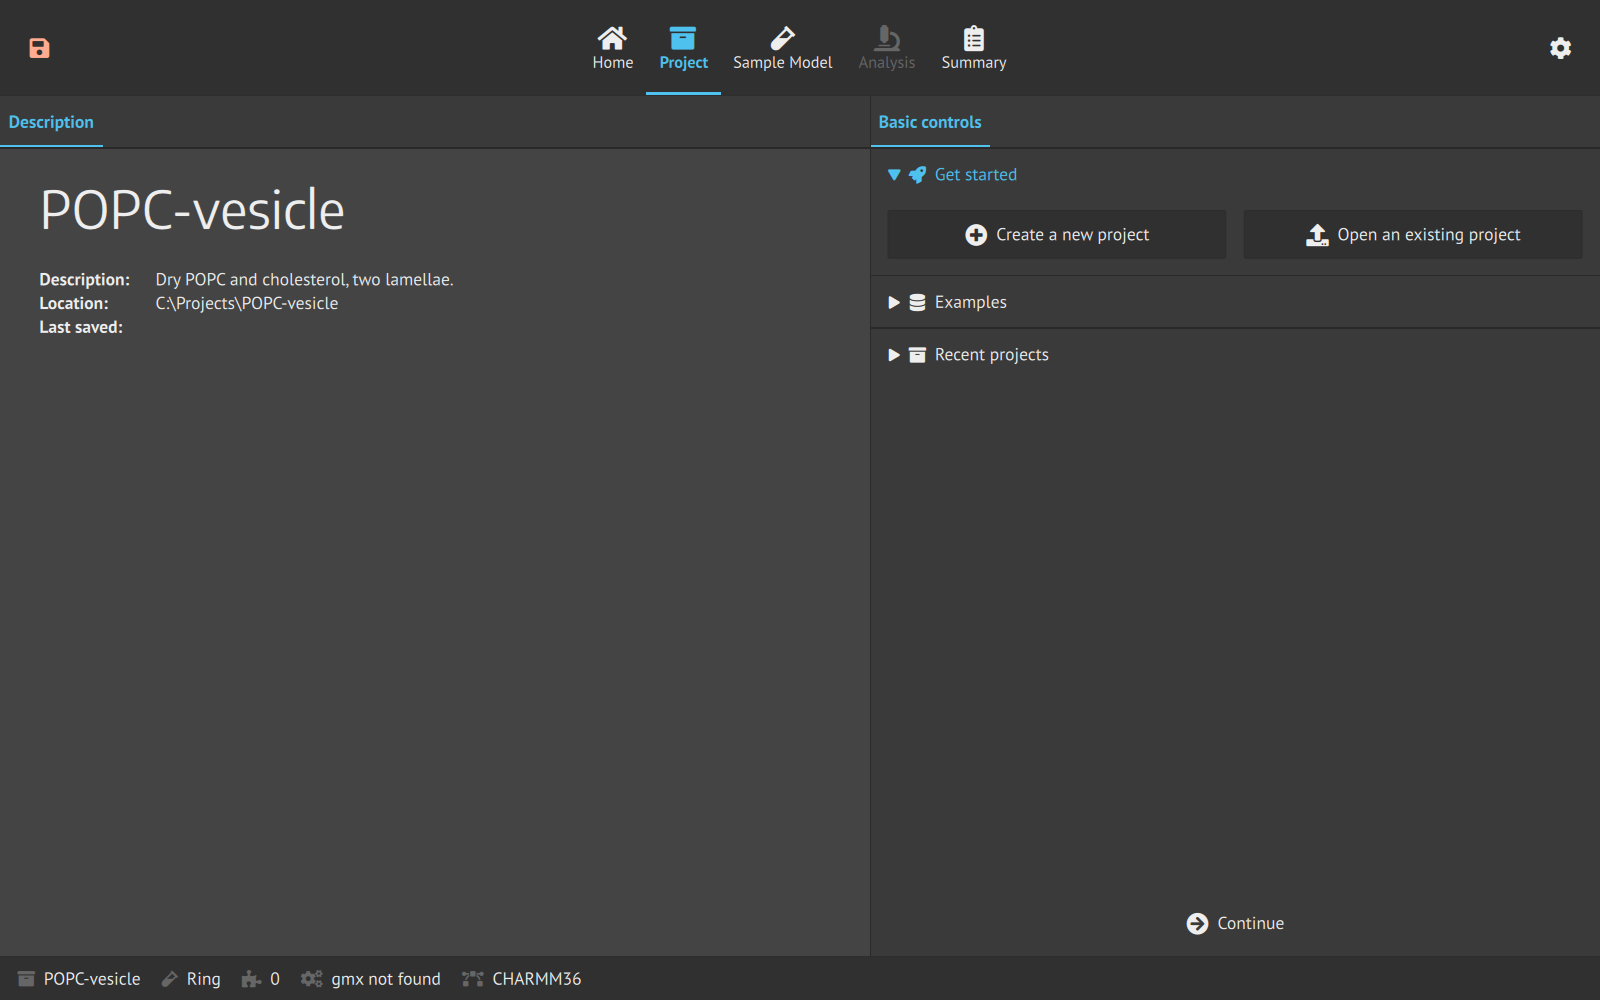 Home
Project
Sample Model
Analysis
Summary
Description
Basic controls
POPC-vesicle
Description: Dry POPC and cholesterol, two lamellae.
Location: C:\Projects\POPC-vesicle
Last saved:
Get started
Create a new project
Open an existing project
Examples
Recent projects
Continue
POPC-vesicle
Ring
0
gmx not found
CHARMM36